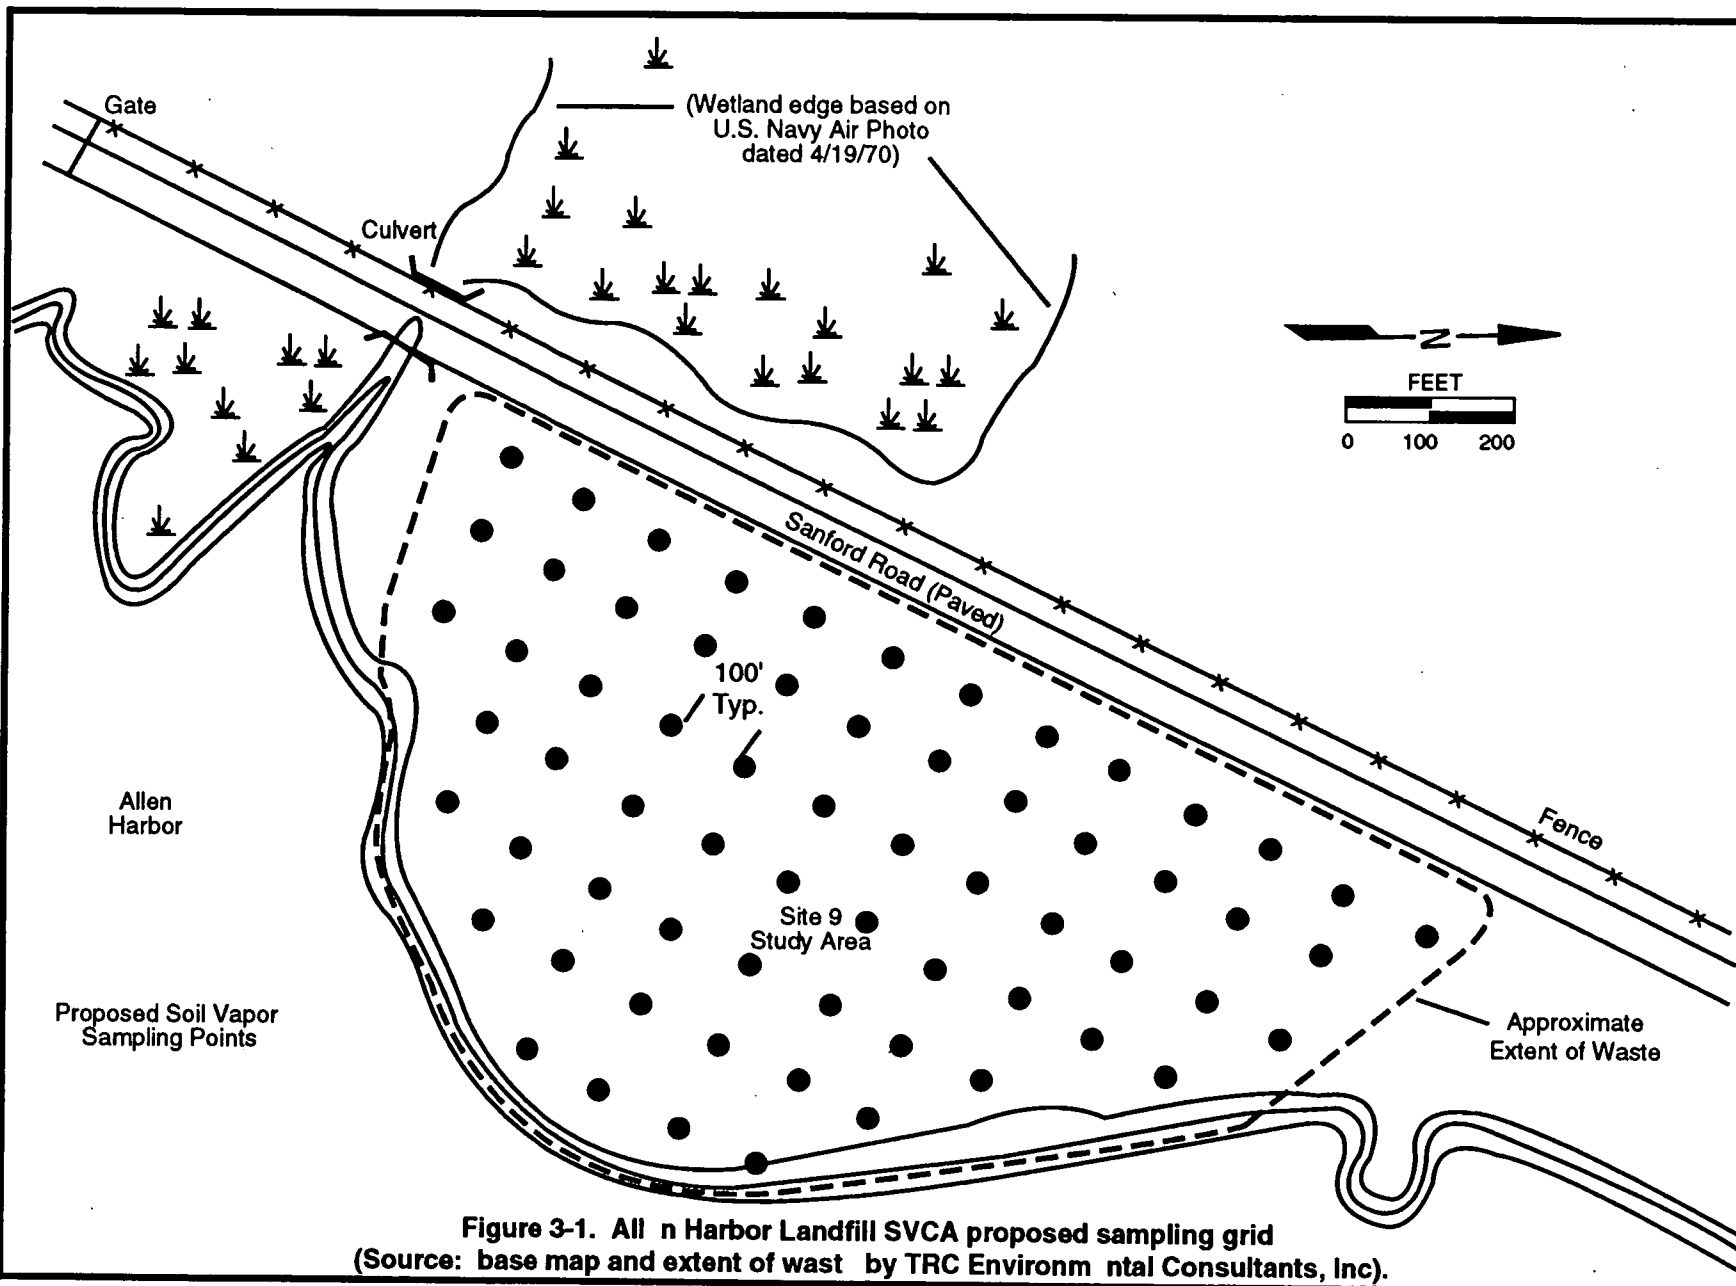 Gate
(Wetland edge based on
U.S. Navy Air Photo
dated 4/19/70)
Culvert
N
FEET
0 100 200
Sanford Road (Paved)
100'
Typ.
Fence
Allen
Harbor
Site 9
Study Area
Proposed Soil Vapor
Sampling Points
Approximate
Extent of Waste
Figure 3-1. All n Harbor Landfill SVCA proposed sampling grid
(Source: base map and extent of wast by TRC Environm ntal Consultants, Inc).